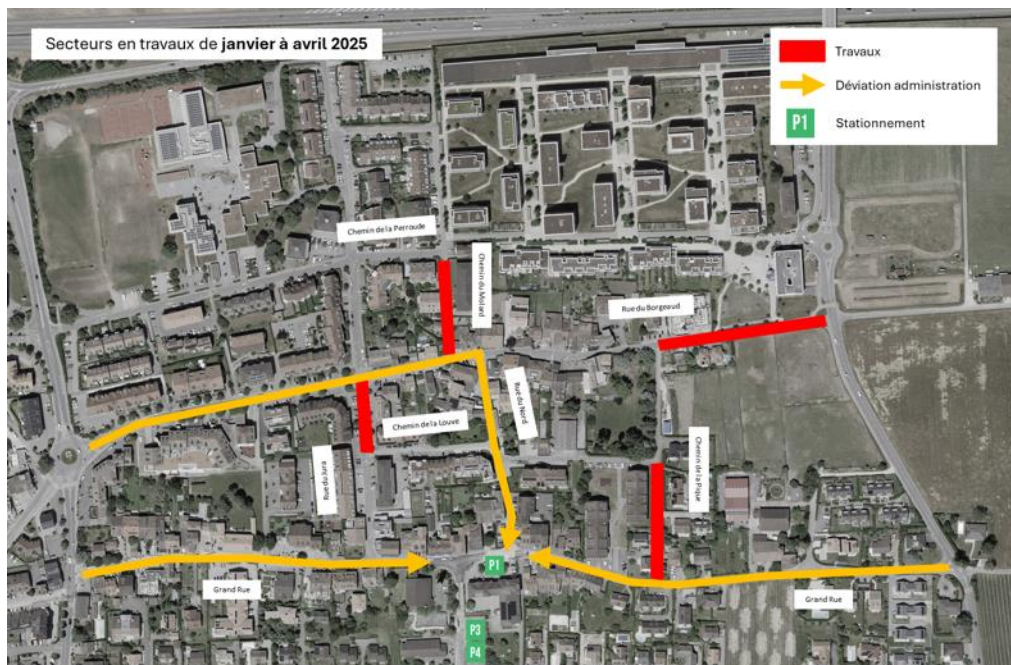 Secteurs en travaux de janvier à avril 2025
Travaux
Déviation administration
P1 Stationnement
Chemin de la Perroude
Chemin du Molard
Rue du Borgeaud
Rue du Nord
Chemin de la Louve
Rue du Jura
Chemin de la Pique
P1
Grand Rue
Grand Rue
P3
P4